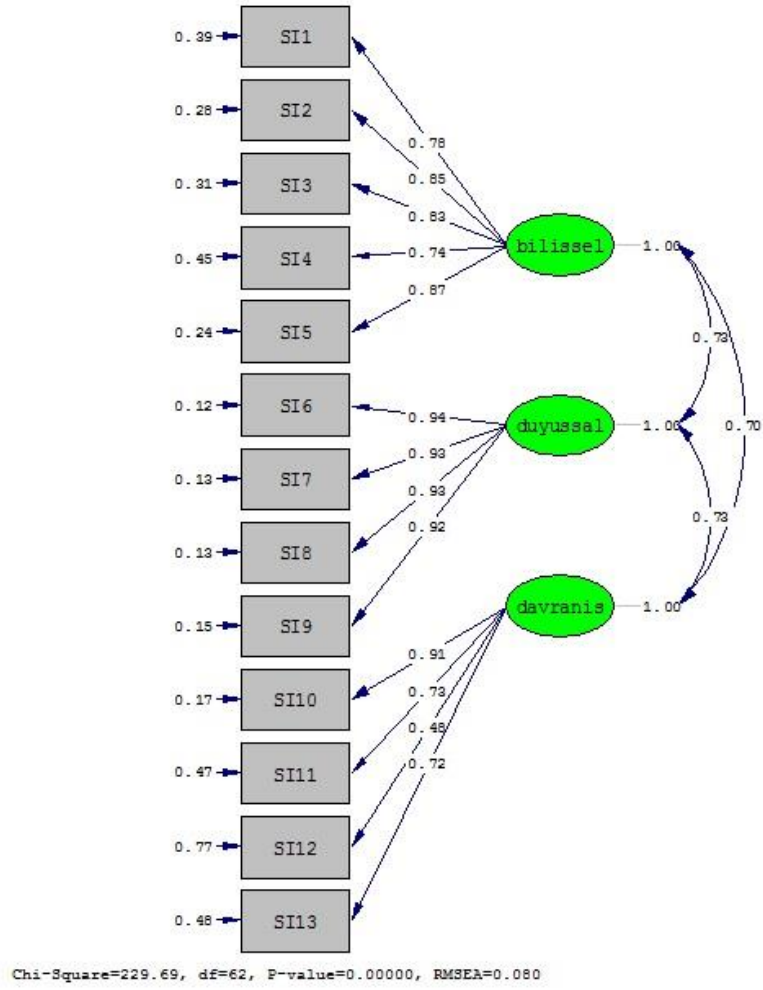 0.39 SI1
0.78
0.28 SI2
0.85
0.31 SI3
0.83
bilissel 1.00
0.45 SI4
0.74
0.87
0.24 SI5
0.73
0.12 SI6
0.94
duyussal 1.00 0.70
0.93
0.13 SI7
0.93
0.92
0.73
0.13 SI8
davranis 1.00
0.15 SI9
0.91
0.17 SI10
0.73
0.48
0.72
0.47 SI11
0.77 SI12
0.48 SI13
Chi-Square=229.69, df=62, P-value=0.00000, RMSEA=0.080